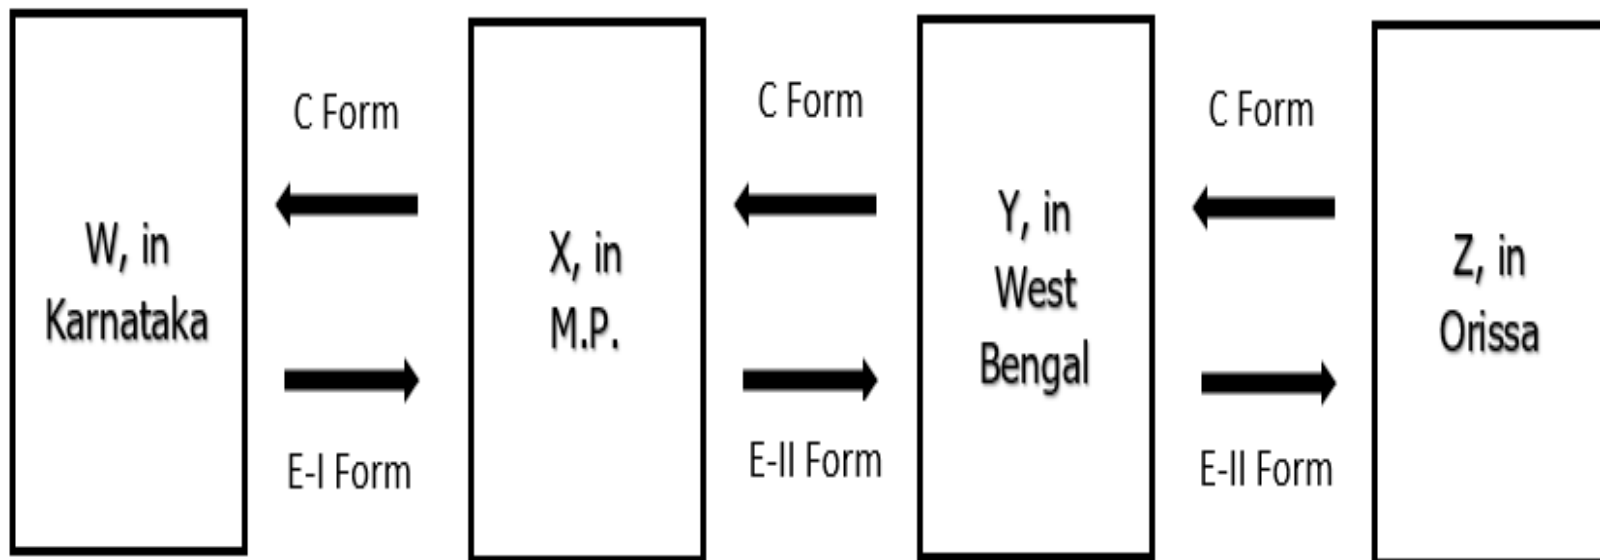 W, in
Karnataka
C Form
E-I Form
X, in
M.P.
C Form
E-II Form
Y, in
West
Bengal
C Form
E-II Form
Z, in
Orissa